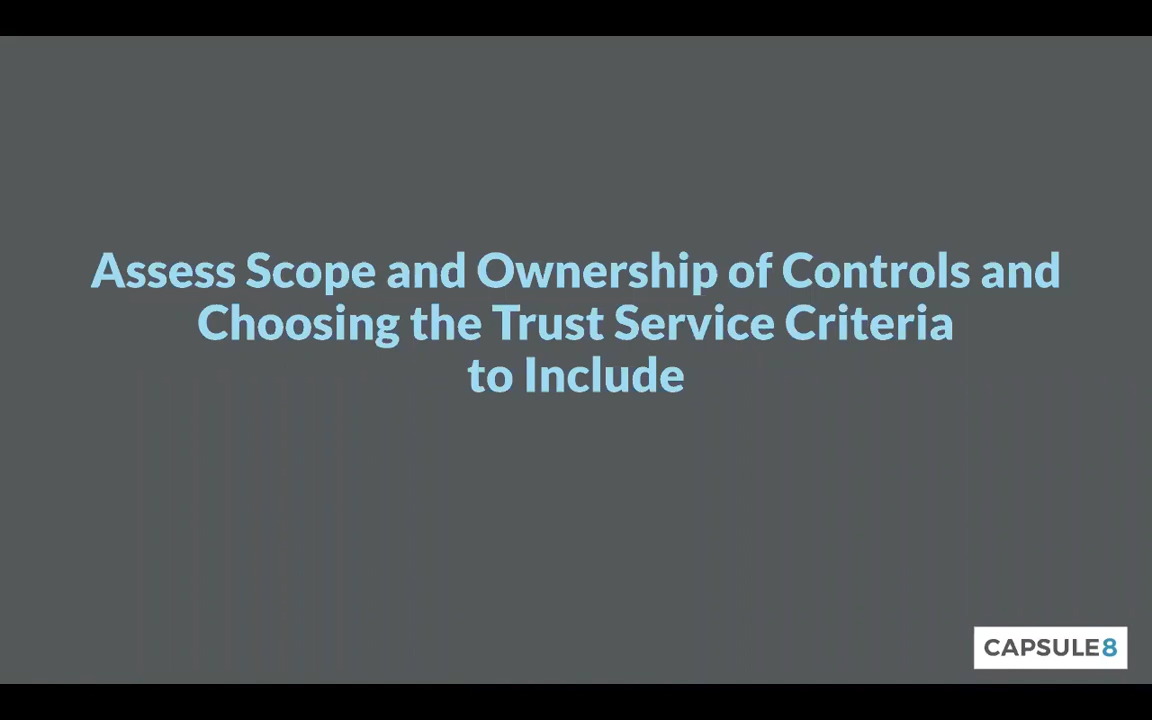 Assess Scope and Ownership of Controls and
Choosing the Trust Service Criteria
to Include
CAPSULE8